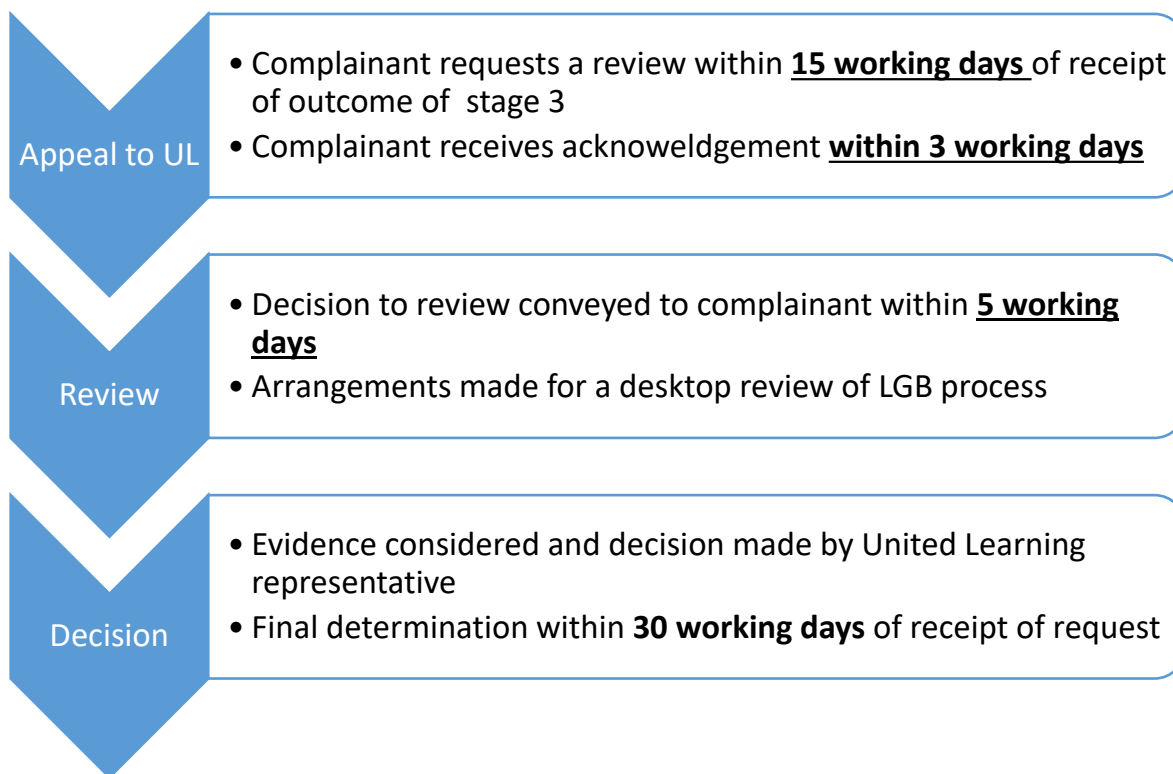 Appeal to UL
• Complainant requests a review within 15 working days of receipt
of outcome of  stage 3
• Complainant receives acknoweldgement within 3 working days
Review
• Decision to review conveyed to complainant within 5 working
days
• Arrangements made for a desktop review of LGB process
Decision
• Evidence considered and decision made by United Learning
representative
• Final determination within 30 working days of receipt of request